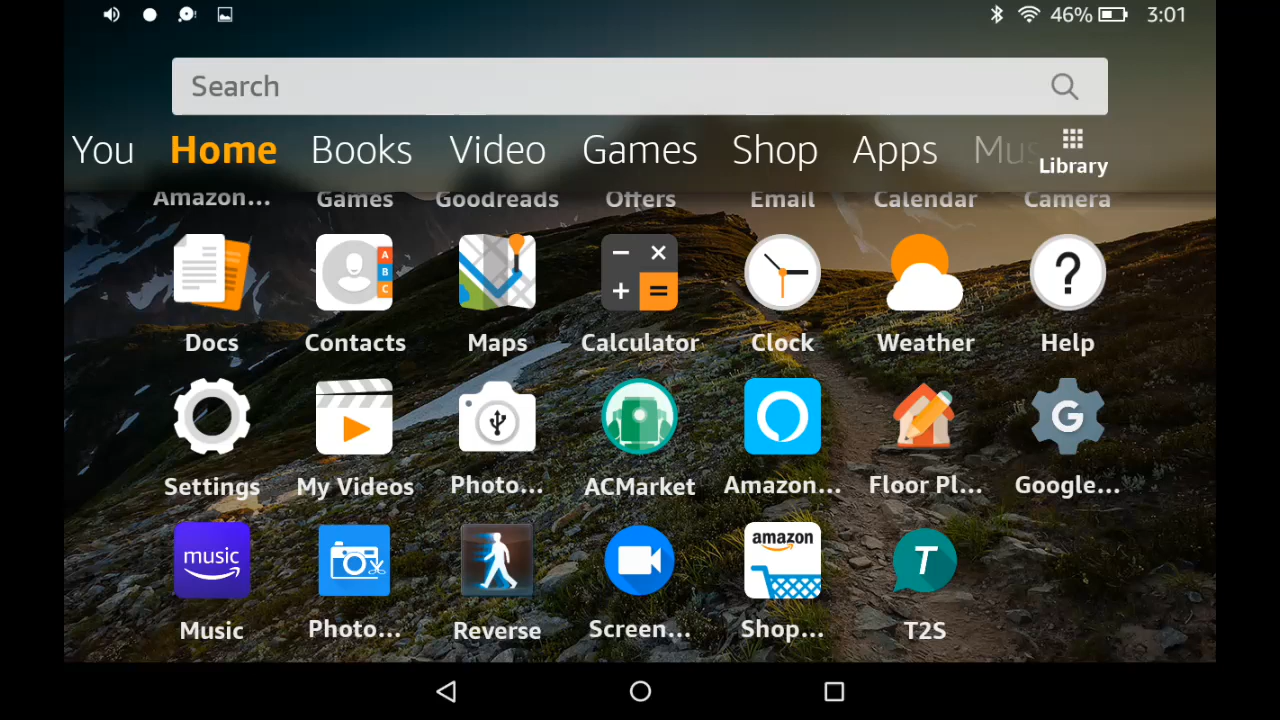 46% 3:01
Search
You Home Books Video Games Shop Apps Mus
Library
Amazon... Games Goodreads Offers Email Calendar Camera
A
B
C
?
Docs Contacts Maps Calculator Clock Weather Help
G
Settings My Videos Photo... ACMarket Amazon... Floor Pl... Google...
music
amazon
T
Music Photo... Reverse Screen... Shop... T2S